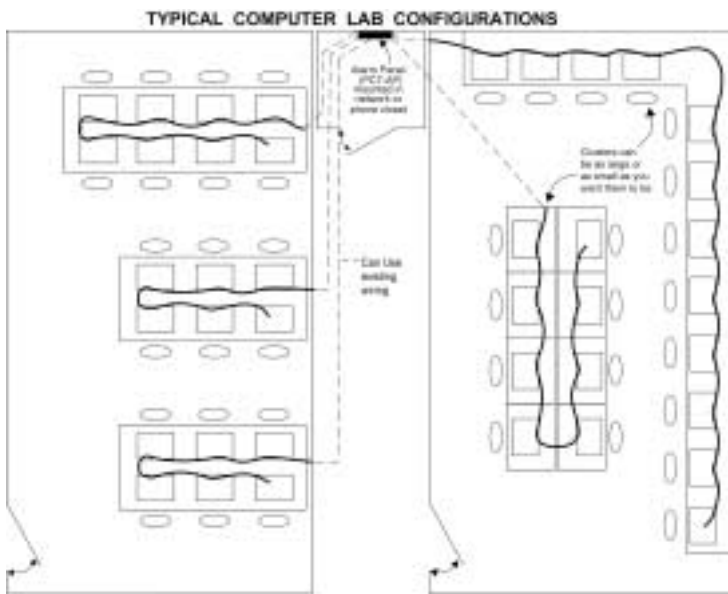 TYPICAL COMPUTER LAB CONFIGURATIONS
Alarm Panel
(PCT-AP)
mounted in
network or
phone closet
Clusters can
be as large or
as small as you
want them to be
Can Use
existing
wiring